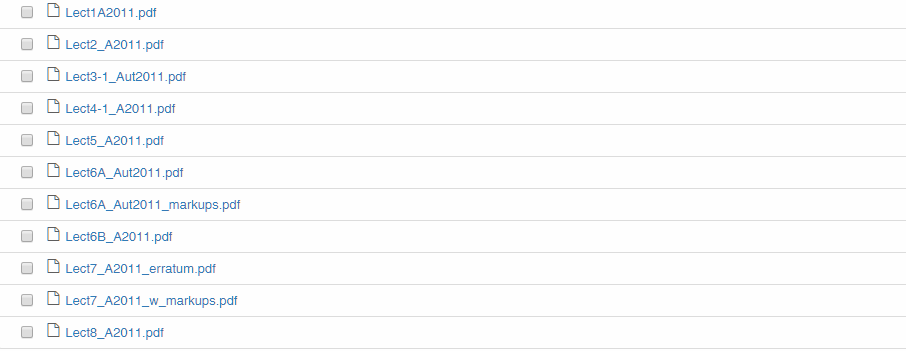 Lect1A2011.pdf
Lect2_A2011.pdf
Lect3-1_Aut2011.pdf
Lect4-1_A2011.pdf
Lect5_A2011.pdf
Lect6A_Aut2011.pdf
Lect6A_Aut2011_markups.pdf
Lect6B_A2011.pdf
Lect7_A2011_erratum.pdf
Lect7_A2011_w_markups.pdf
Lect8_A2011.pdf